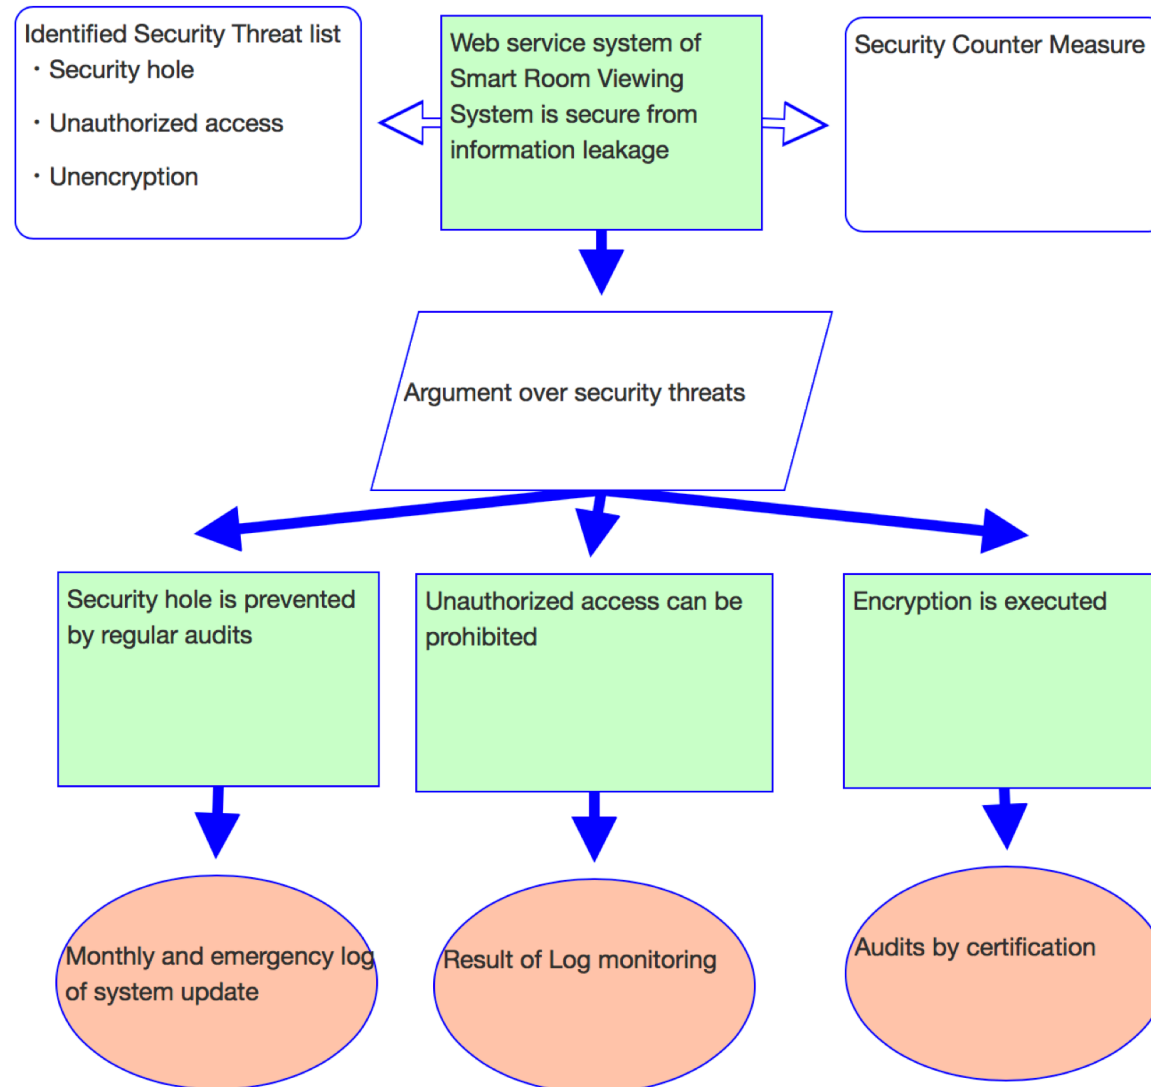 Identified Security Threat list
・Security hole
・Unauthorized access
・Unencryption
Web service system of
Smart Room Viewing
System is secure from
information leakage
Security Counter Measure
Argument over security threats
Security hole is prevented
by regular audits
Unauthorized access can be
prohibited
Encryption is executed
Monthly and emergency log
of system update
Result of Log monitoring
Audits by certification